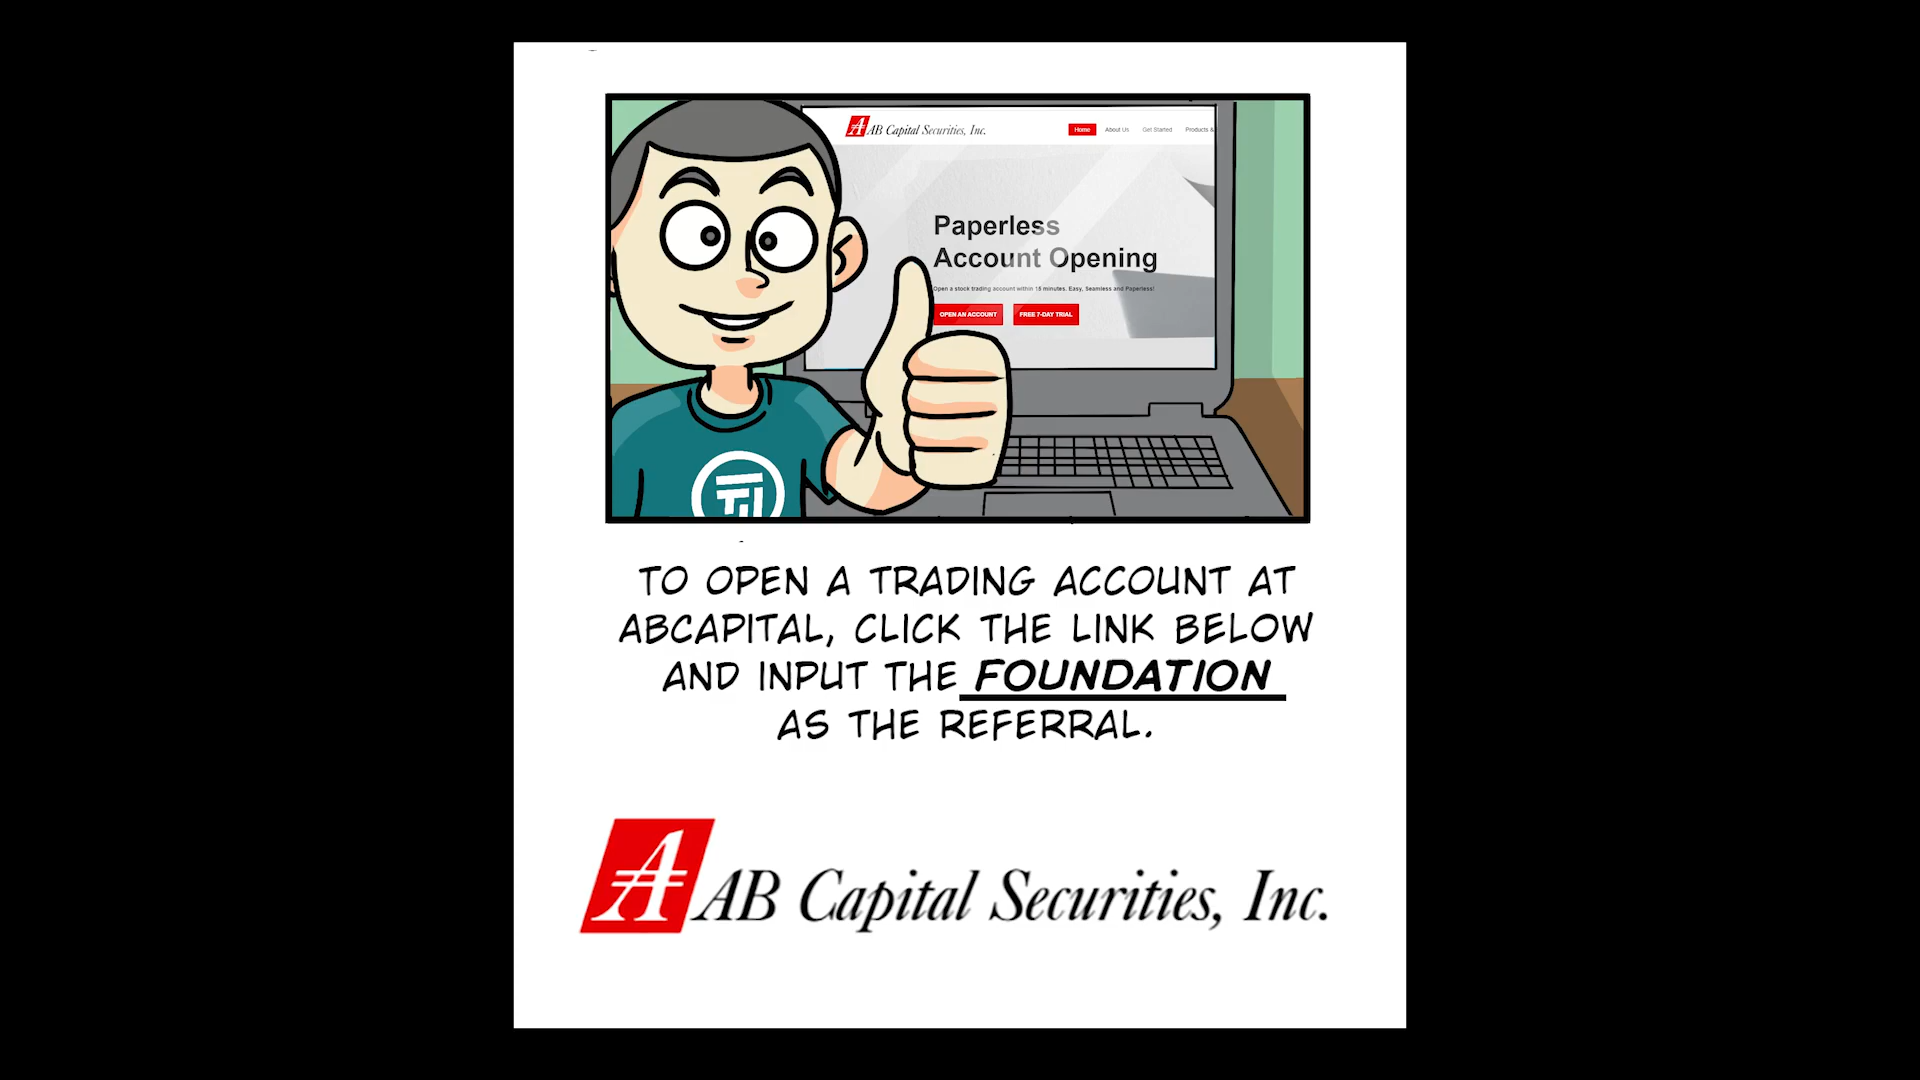 AB Capital Securities, Inc.
Home About Us Get Started Products &
Paperless
Account Opening
Open a stock trading account within 15 minutes. Easy, Seamless and Paperless!
OPEN AN ACCOUNT FREE 7-DAY TRIAL
TO OPEN A TRADING ACCOUNT AT
ABCAPITAL, CLICK THE LINK BELOW
AND INPUT THE FOUNDATION
AS THE REFERRAL.
AB Capital Securities, Inc.